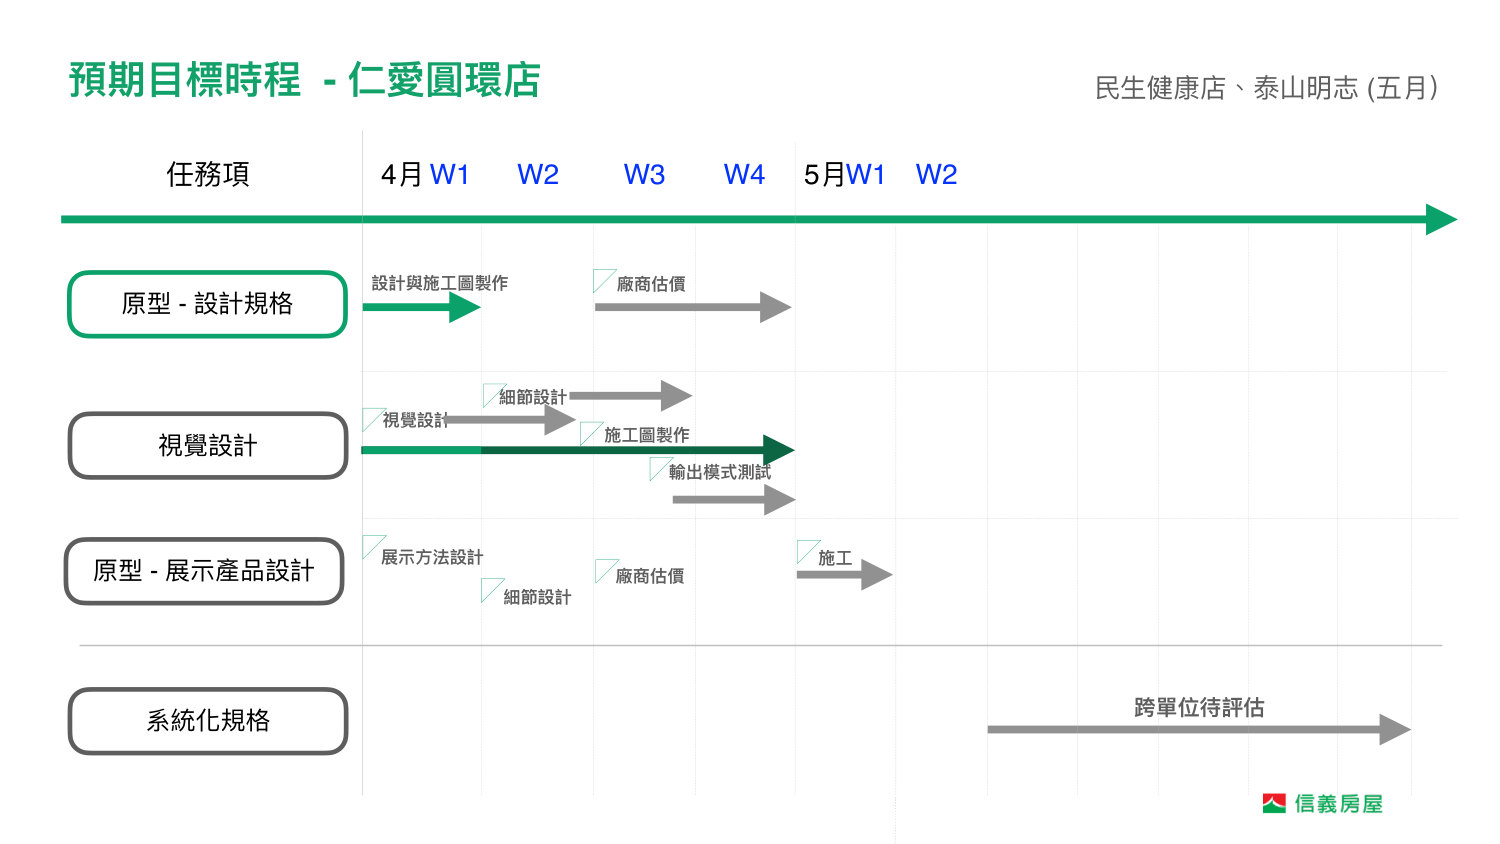 預期目標時程 - 仁愛圓環店
民生健康店、泰山明志 (五月)
任務項 4月 W1 W2 W3 W4 5月W1 W2
原型 - 設計規格
設計與施工圖製作
廠商估價
視覺設計
細節設計
視覺設計
施工圖製作
輸出模式測試
原型 - 展示產品設計
展示方法設計
細節設計
廠商估價
施工
系統化規格
跨單位待評估
信義房屋